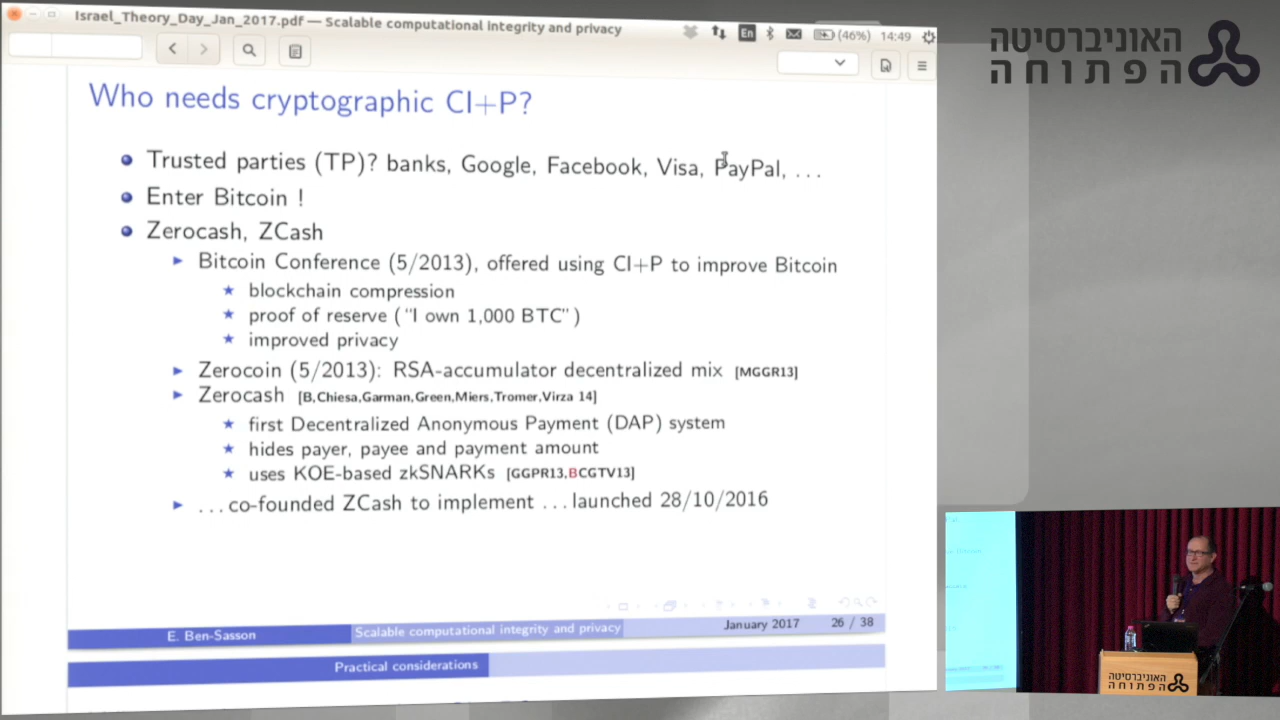 Israel_Theory_Day_Jan_2017.pdf — Scalable computational integrity and privacy
En
(46%)
14:49
האוניברסיטה
הפתוחה
Who needs cryptographic CI+P?
Trusted parties (TP)? banks, Google, Facebook, Visa, PayPal, ...
Enter Bitcoin !
Zerocash, ZCash
Bitcoin Conference (5/2013), offered using CI+P to improve Bitcoin
blockchain compression
proof of reserve ("I own 1,000 BTC")
improved privacy
Zerocoin (5/2013): RSA-accumulator decentralized mix [MGGR13]
Zerocash [B,Chiesa,Garman,Green,Miers,Tromer,Virza 14]
first Decentralized Anonymous Payment (DAP) system
hides payer, payee and payment amount
uses KOE-based zkSNARKs [GGPR13,BCGTV13]
...co-founded ZCash to implement ...launched 28/10/2016
E. Ben-Sasson
Scalable computational integrity and privacy
January 2017
26 / 38
Practical considerations
האוניברסיטה
הפתוחה